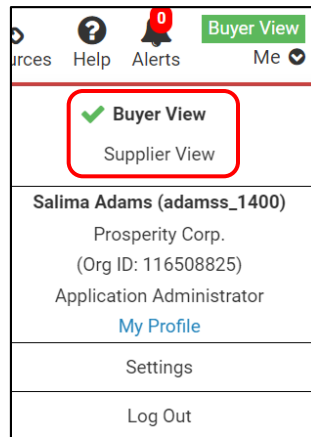 0
Buyer View
urces Help Alerts Me
Buyer View
Supplier View
Salima Adams (adamss_1400)
Prosperity Corp.
(Org ID: 116508825)
Application Administrator
My Profile
Settings
Log Out